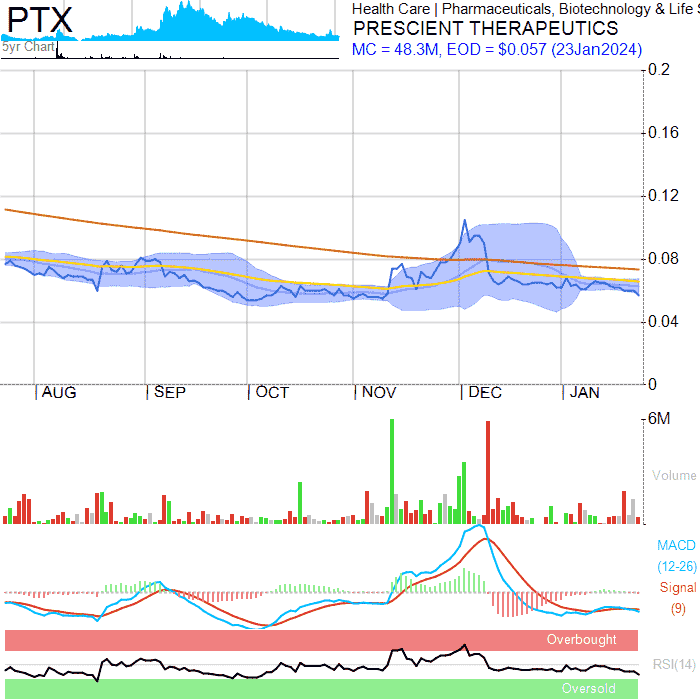 PTX
5yr Chart
Health Care | Pharmaceuticals, Biotechnology & Life S
PRESCIENT THERAPEUTICS
MC = 48.3M, EOD = $0.057 (23Jan2024)
0.2
0.16
0.12
0.08
0.04
0
|AUG |SEP |OCT |NOV |DEC |JAN
6M
Volume
MACD
(12-26)
Signal
(9)
Overbought
RSI(14)
Oversold